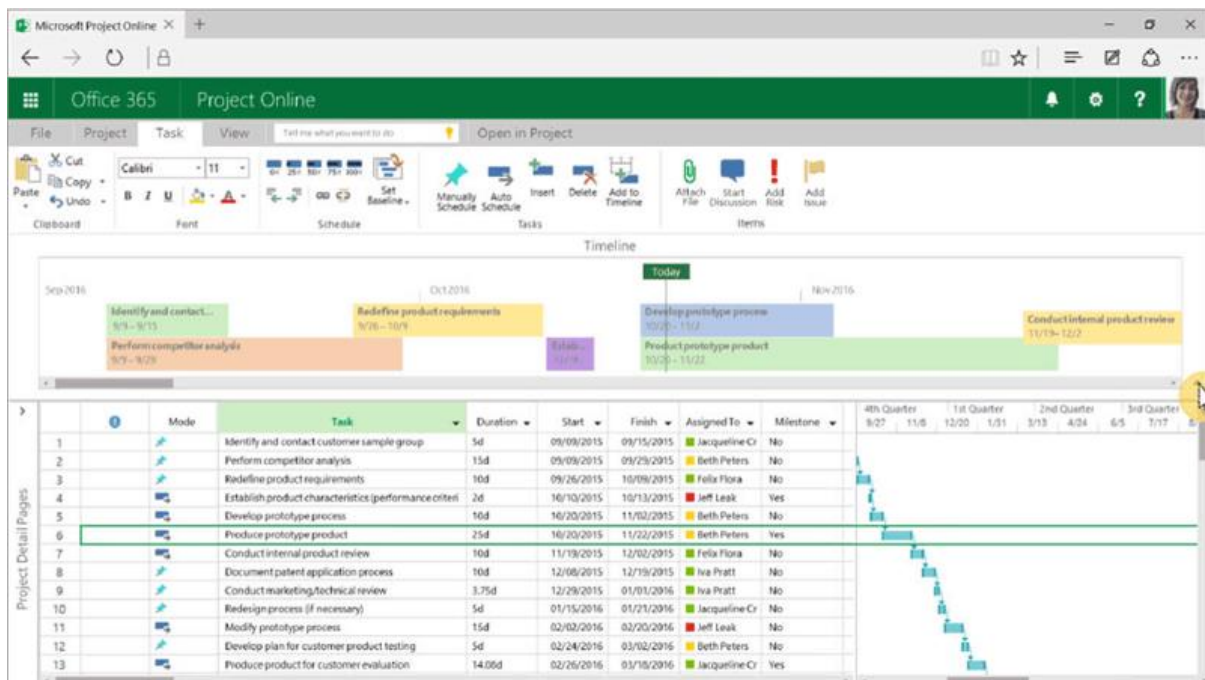 Microsoft Project Online
Office 365 Project Online ?
File Project Task View Tell me what you want to do Open in Project
Paste Cut Copy Undo
Calibri 11
B I U A
Set Baseline
Manually Schedule Auto Schedule Insert Delete Add to Timeline
Attach File Start Discussion Add Risk Add Issue
Clipboard Font Schedule Tasks Items
Timeline
Today
Sep 2016 Oct 2016 Nov 2016
Identify and contact... Redefine product requirements Develop prototype process
9/9 - 9/15 9/26 - 10/9 10/20 - 11/2
Conduct internal product review
11/19 - 12/2
Perform competitor analysis Estab... Product prototype product
9/9 - 9/29 10/20 - 11/22
Mode Task Duration Start Finish Assigned To Milestone
4th Quarter 1st Quarter 2nd Quarter 3rd Quarter
9/27 11/8 12/20 1/31 3/13 4/24 6/5 7/17
1 Identify and contact customer sample group 5d 09/09/2015 09/15/2015 Jacqueline Cr No
2 Perform competitor analysis 15d 09/09/2015 09/29/2015 Beth Peters No
3 Redefine product requirements 10d 09/26/2015 10/09/2015 Felix Flora No
4 Establish product characteristics (performance criteri 2d 10/10/2015 10/13/2015 Jeff Leak Yes
5 Develop prototype process 10d 10/20/2015 11/02/2015 Beth Peters No
6 Produce prototype product 25d 10/20/2015 11/22/2015 Beth Peters Yes
7 Conduct internal product review 10d 11/19/2015 12/02/2015 Felix Flora No
8 Document patent application process 10d 12/08/2015 12/19/2015 Iva Pratt No
9 Conduct marketing/technical review 3.75d 12/29/2015 01/01/2016 Iva Pratt No
10 Redesign process (if necessary) 5d 01/15/2016 01/21/2016 Jacqueline Cr No
11 Modify prototype process 15d 02/02/2016 02/20/2016 Jeff Leak No
12 Develop plan for customer product testing 5d 02/24/2016 03/02/2016 Beth Peters No
13 Produce product for customer evaluation 14.06d 02/26/2016 03/18/2016 Jacqueline Cr Yes
Project Detail Pages